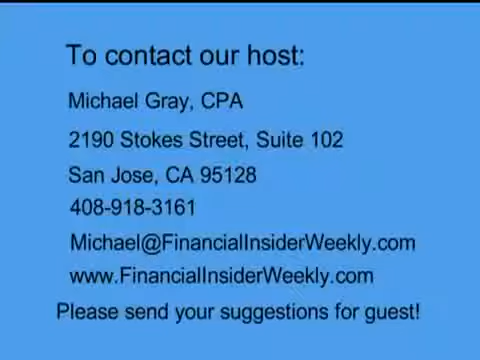 To contact our host:
Michael Gray, CPA
2190 Stokes Street, Suite 102
San Jose, CA 95128
408-918-3161
Michael@FinancialInsiderWeekly.com
www.FinancialInsiderWeekly.com
Please send your suggestions for guest!